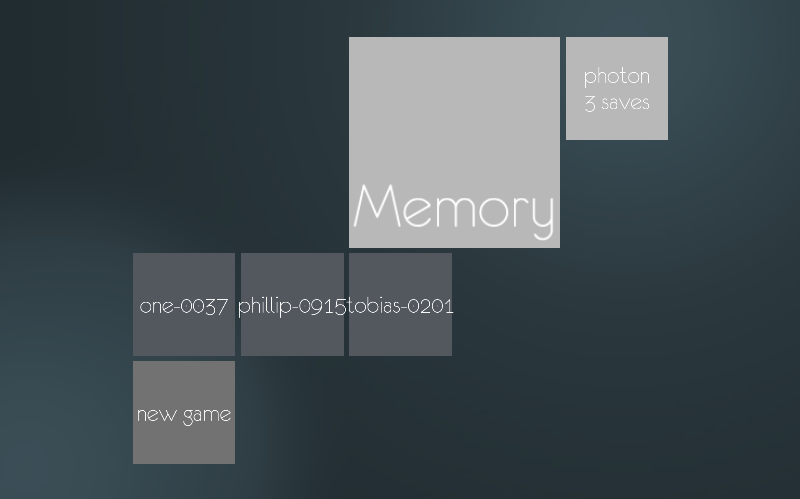 photon
3 saves
Memory
one-0037
phillip-0915
tobias-0201
new game